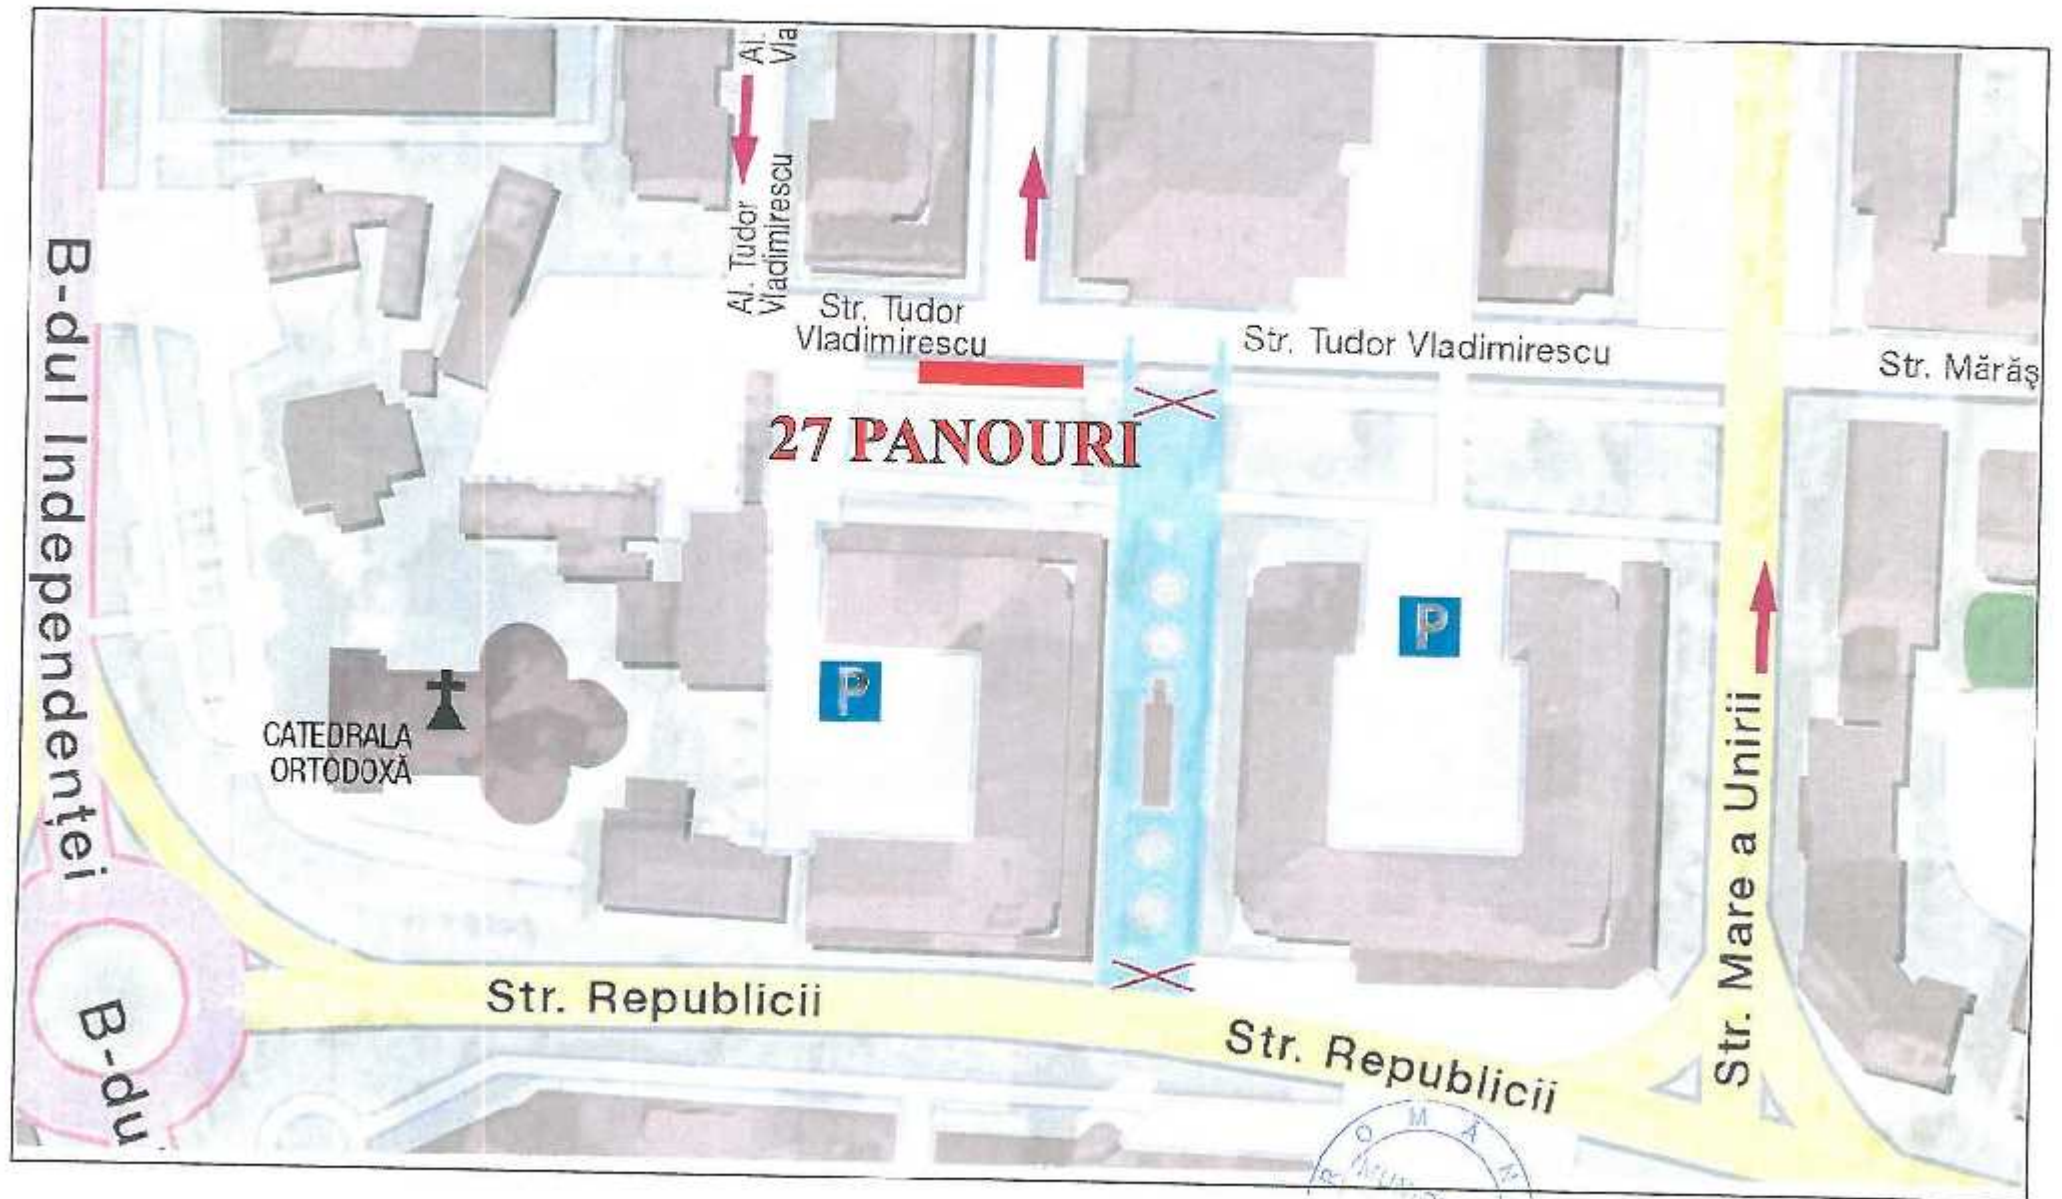 Al.
Vla
Al. Tudor
Vladimirescu
Str. Tudor
Vladimirescu
Str. Tudor Vladimirescu
Str. Mărăș
27 PANOURI
B-dul Independenței
P
P
CATEDRALA
ORTODOXĂ
Str. Mare a Unirii
Str. Republicii
Str. Republicii
B-du
R O M Â N
MUN